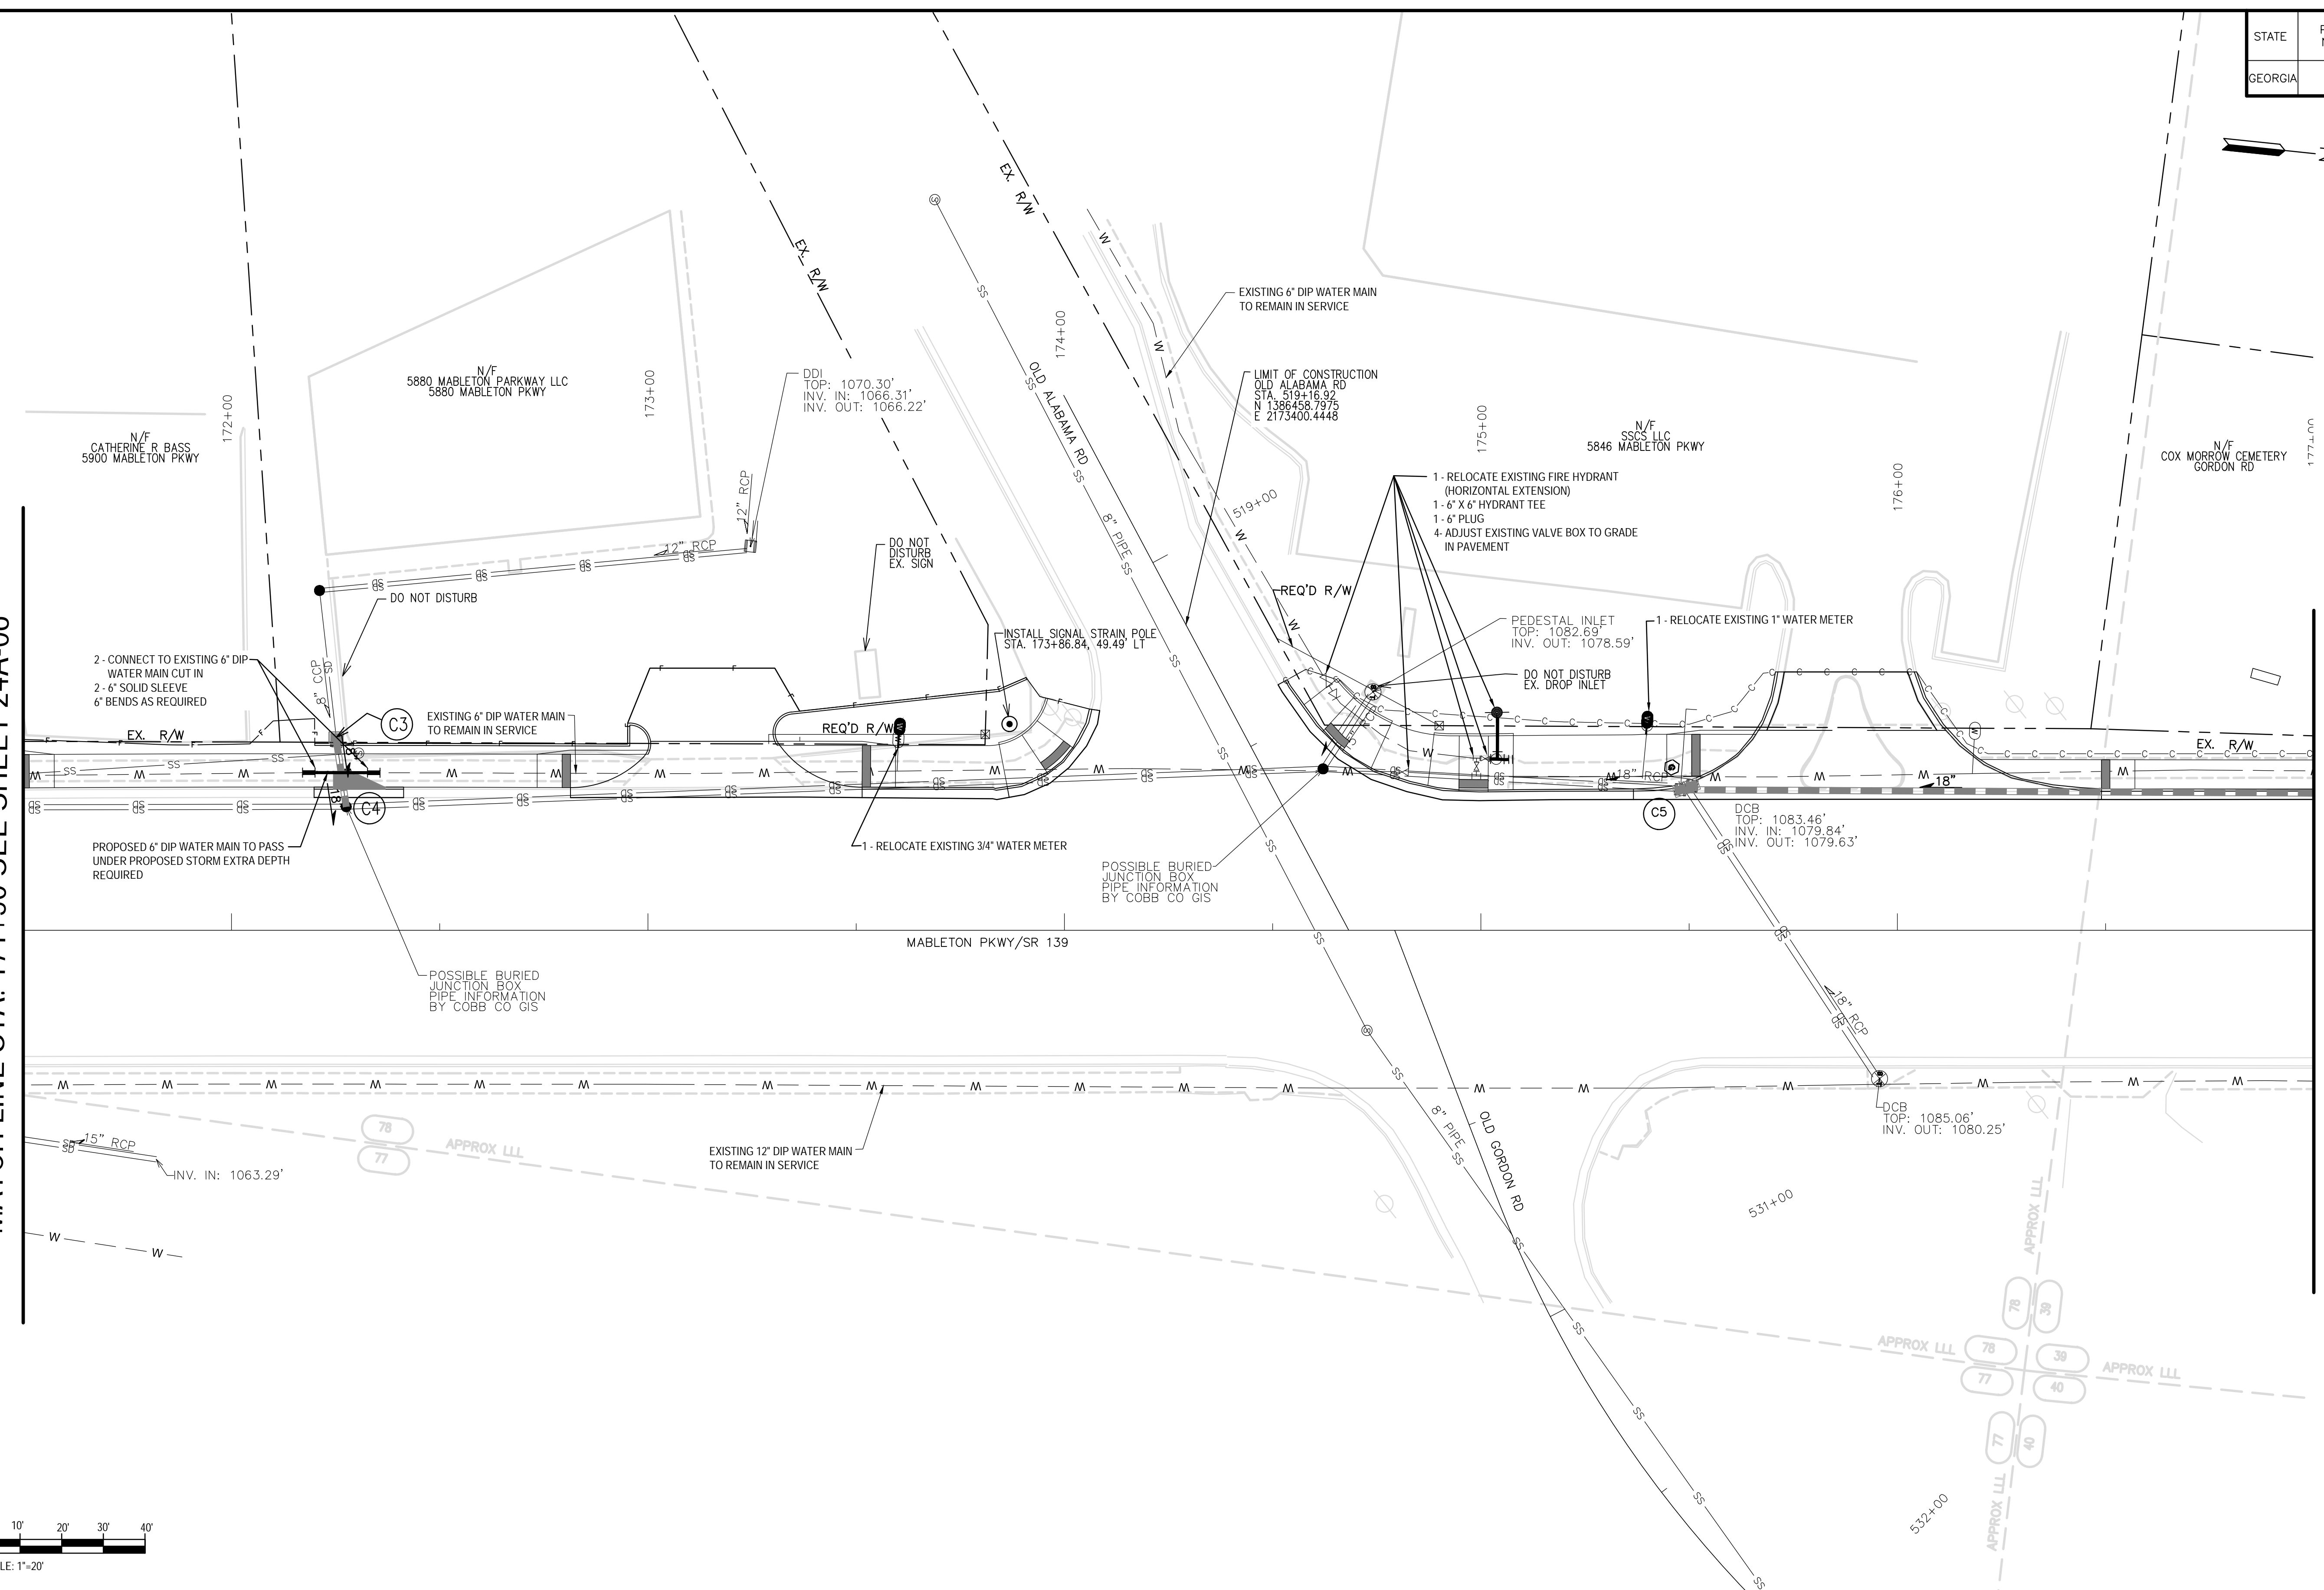 STATE
GEORGIA
EX. R/W
EX. R/W
W
SS
EXISTING 6" DIP WATER MAIN
TO REMAIN IN SERVICE
174+00
OLD ALABAMA RD
LIMIT OF CONSTRUCTION
OLD ALABAMA RD
STA. 519+16.92
N 1386458.7975
E 2173400.4448
N/F
5880 MABLETON PARKWAY LLC
5880 MABLETON PKWY
173+00
DDI
TOP: 1070.30'
INV. IN: 1066.31'
INV. OUT: 1066.22'
172+00
N/F
CATHERINE R BASS
5900 MABLETON PKWY
175+00
N/F
SSCS LLC
5846 MABLETON PKWY
N/F
COX MORROW CEMETERY
GORDON RD
176+00
12" RCP
12" RCP
519+00
8" PIPE
1 - RELOCATE EXISTING FIRE HYDRANT
(HORIZONTAL EXTENSION)
1 - 6" X 6" HYDRANT TEE
1 - 6" PLUG
4- ADJUST EXISTING VALVE BOX TO GRADE
IN PAVEMENT
DO NOT
DISTURB
EX. SIGN
DO NOT DISTURB
REQ'D R/W
PEDESTAL INLET
TOP: 1082.69'
INV. OUT: 1078.59'
1 - RELOCATE EXISTING 1" WATER METER
INSTALL SIGNAL STRAIN POLE
STA. 173+86.84, 49.49' LT
DO NOT DISTURB
EX. DROP INLET
2 - CONNECT TO EXISTING 6" DIP
WATER MAIN CUT IN
2 - 6" SOLID SLEEVE
6" BENDS AS REQUIRED
C3
EXISTING 6" DIP WATER MAIN
TO REMAIN IN SERVICE
REQ'D R/W
EX. R/W
EX. R/W
18" RCP
18"
C4
C5
DCB
TOP: 1083.46'
INV. IN: 1079.84'
INV. OUT: 1079.63'
PROPOSED 6" DIP WATER MAIN TO PASS
UNDER PROPOSED STORM EXTRA DEPTH
REQUIRED
1 - RELOCATE EXISTING 3/4" WATER METER
POSSIBLE BURIED
JUNCTION BOX
PIPE INFORMATION
BY COBB CO GIS
MABLETON PKWY/SR 139
POSSIBLE BURIED
JUNCTION BOX
PIPE INFORMATION
BY COBB CO GIS
18" RCP
DCB
TOP: 1085.06'
INV. OUT: 1080.25'
15" RCP
INV. IN: 1063.29'
78
77
APPROX LLL
EXISTING 12" DIP WATER MAIN
TO REMAIN IN SERVICE
8" PIPE
OLD GORDON RD
531+00
APPROX LLL
78
39
APPROX LLL
78
39
77
40
APPROX LLL
77
40
APPROX LLL
532+00
10'
20'
30'
40'
LE: 1"=20'